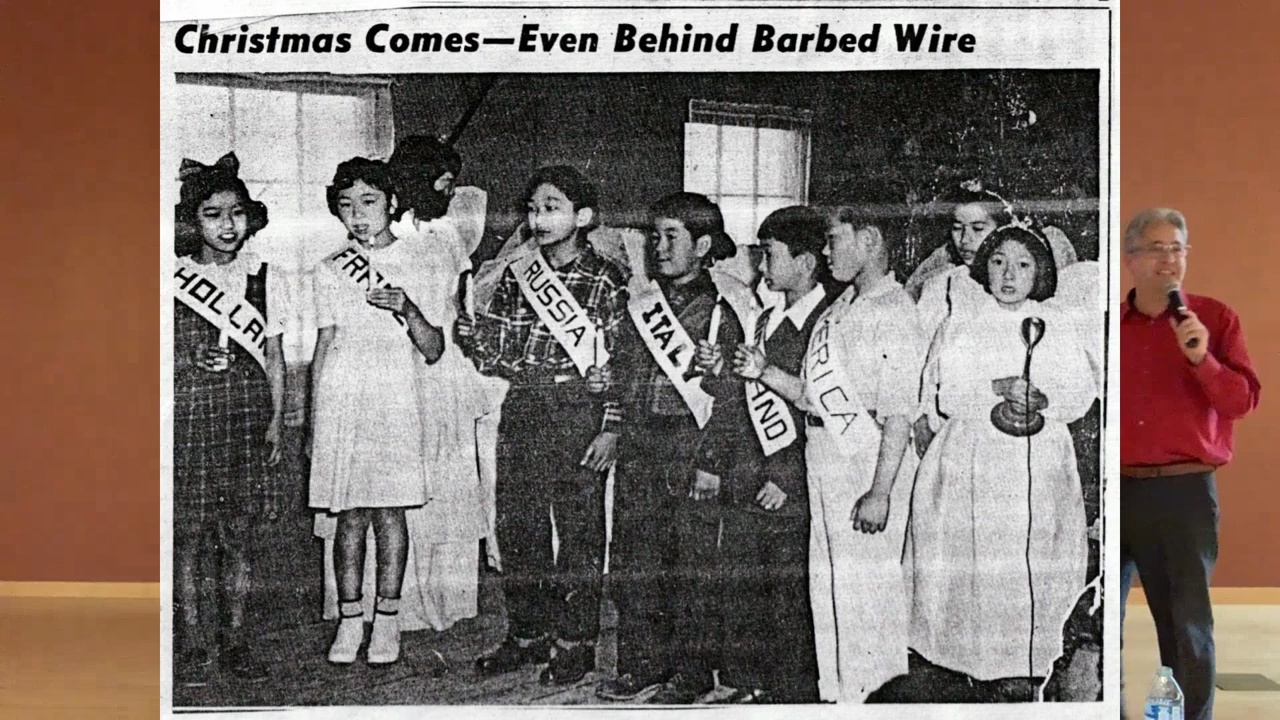 Christmas Comes—Even Behind Barbed Wire
HOLLAN
RUSSIA
ITAL
AND
ERICA